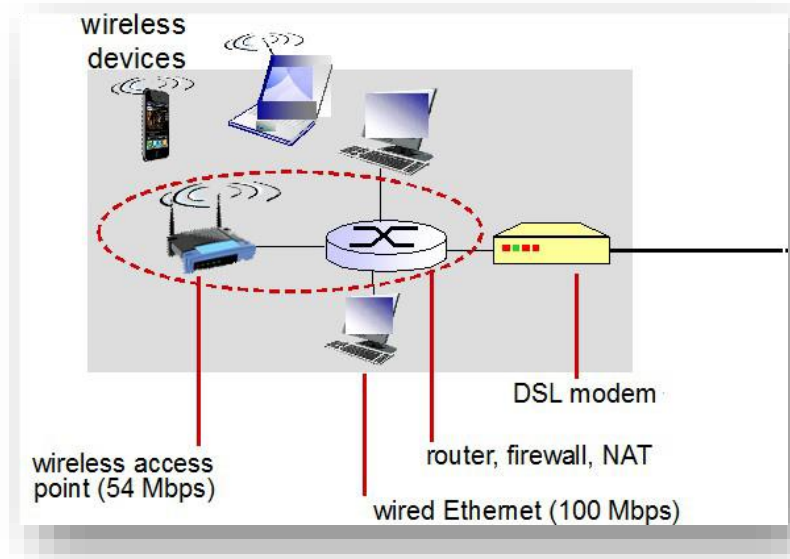 wireless
devices
DSL modem
router, firewall, NAT
wireless access
point (54 Mbps)
wired Ethernet (100 Mbps)